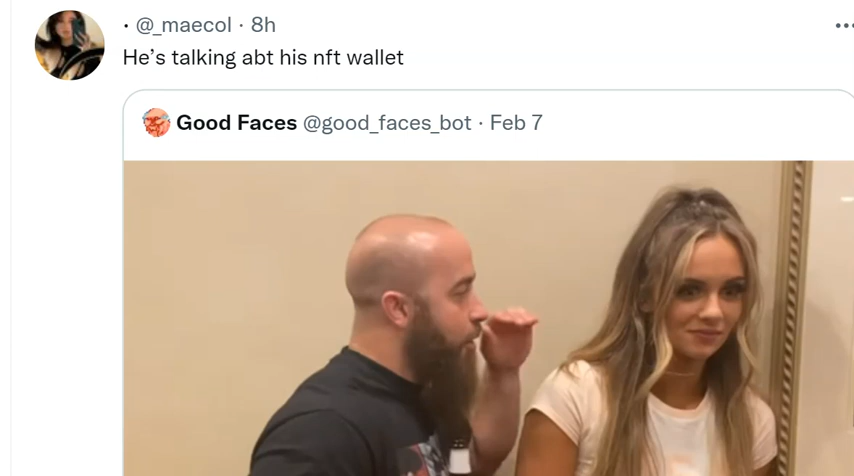 · @_maecol · 8h
He’s talking abt his nft wallet
Good Faces @good_faces_bot · Feb 7